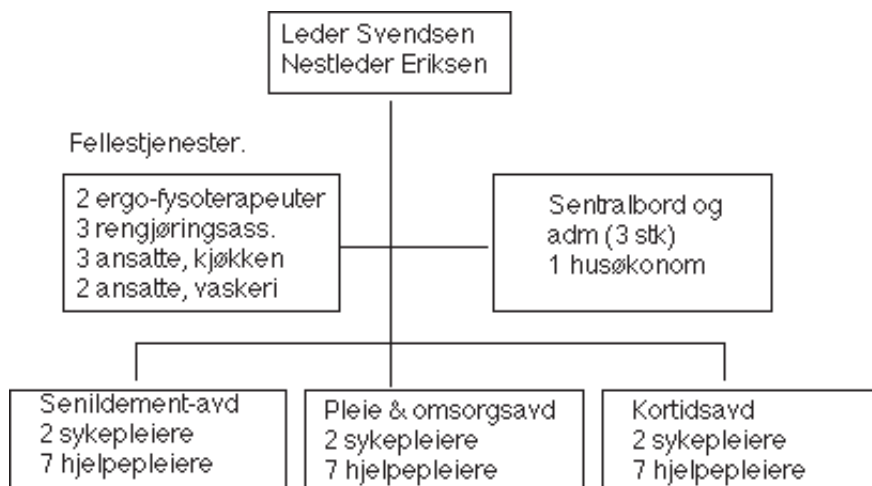 Leder Svendsen
Nestleder Eriksen
Fellestjenester.
2 ergo-fysoterapeuter
3 rengjøringsass.
3 ansatte, kjøkken
2 ansatte, vaskeri
Sentralbord og
adm (3 stk)
1 husøkonom
Senildement-avd
2 sykepleiere
7 hjelpepleiere
Pleie & omsorgsavd
2 sykepleiere
7 hjelpepleiere
Kortidsavd
2 sykepleiere
7 hjelpepleiere